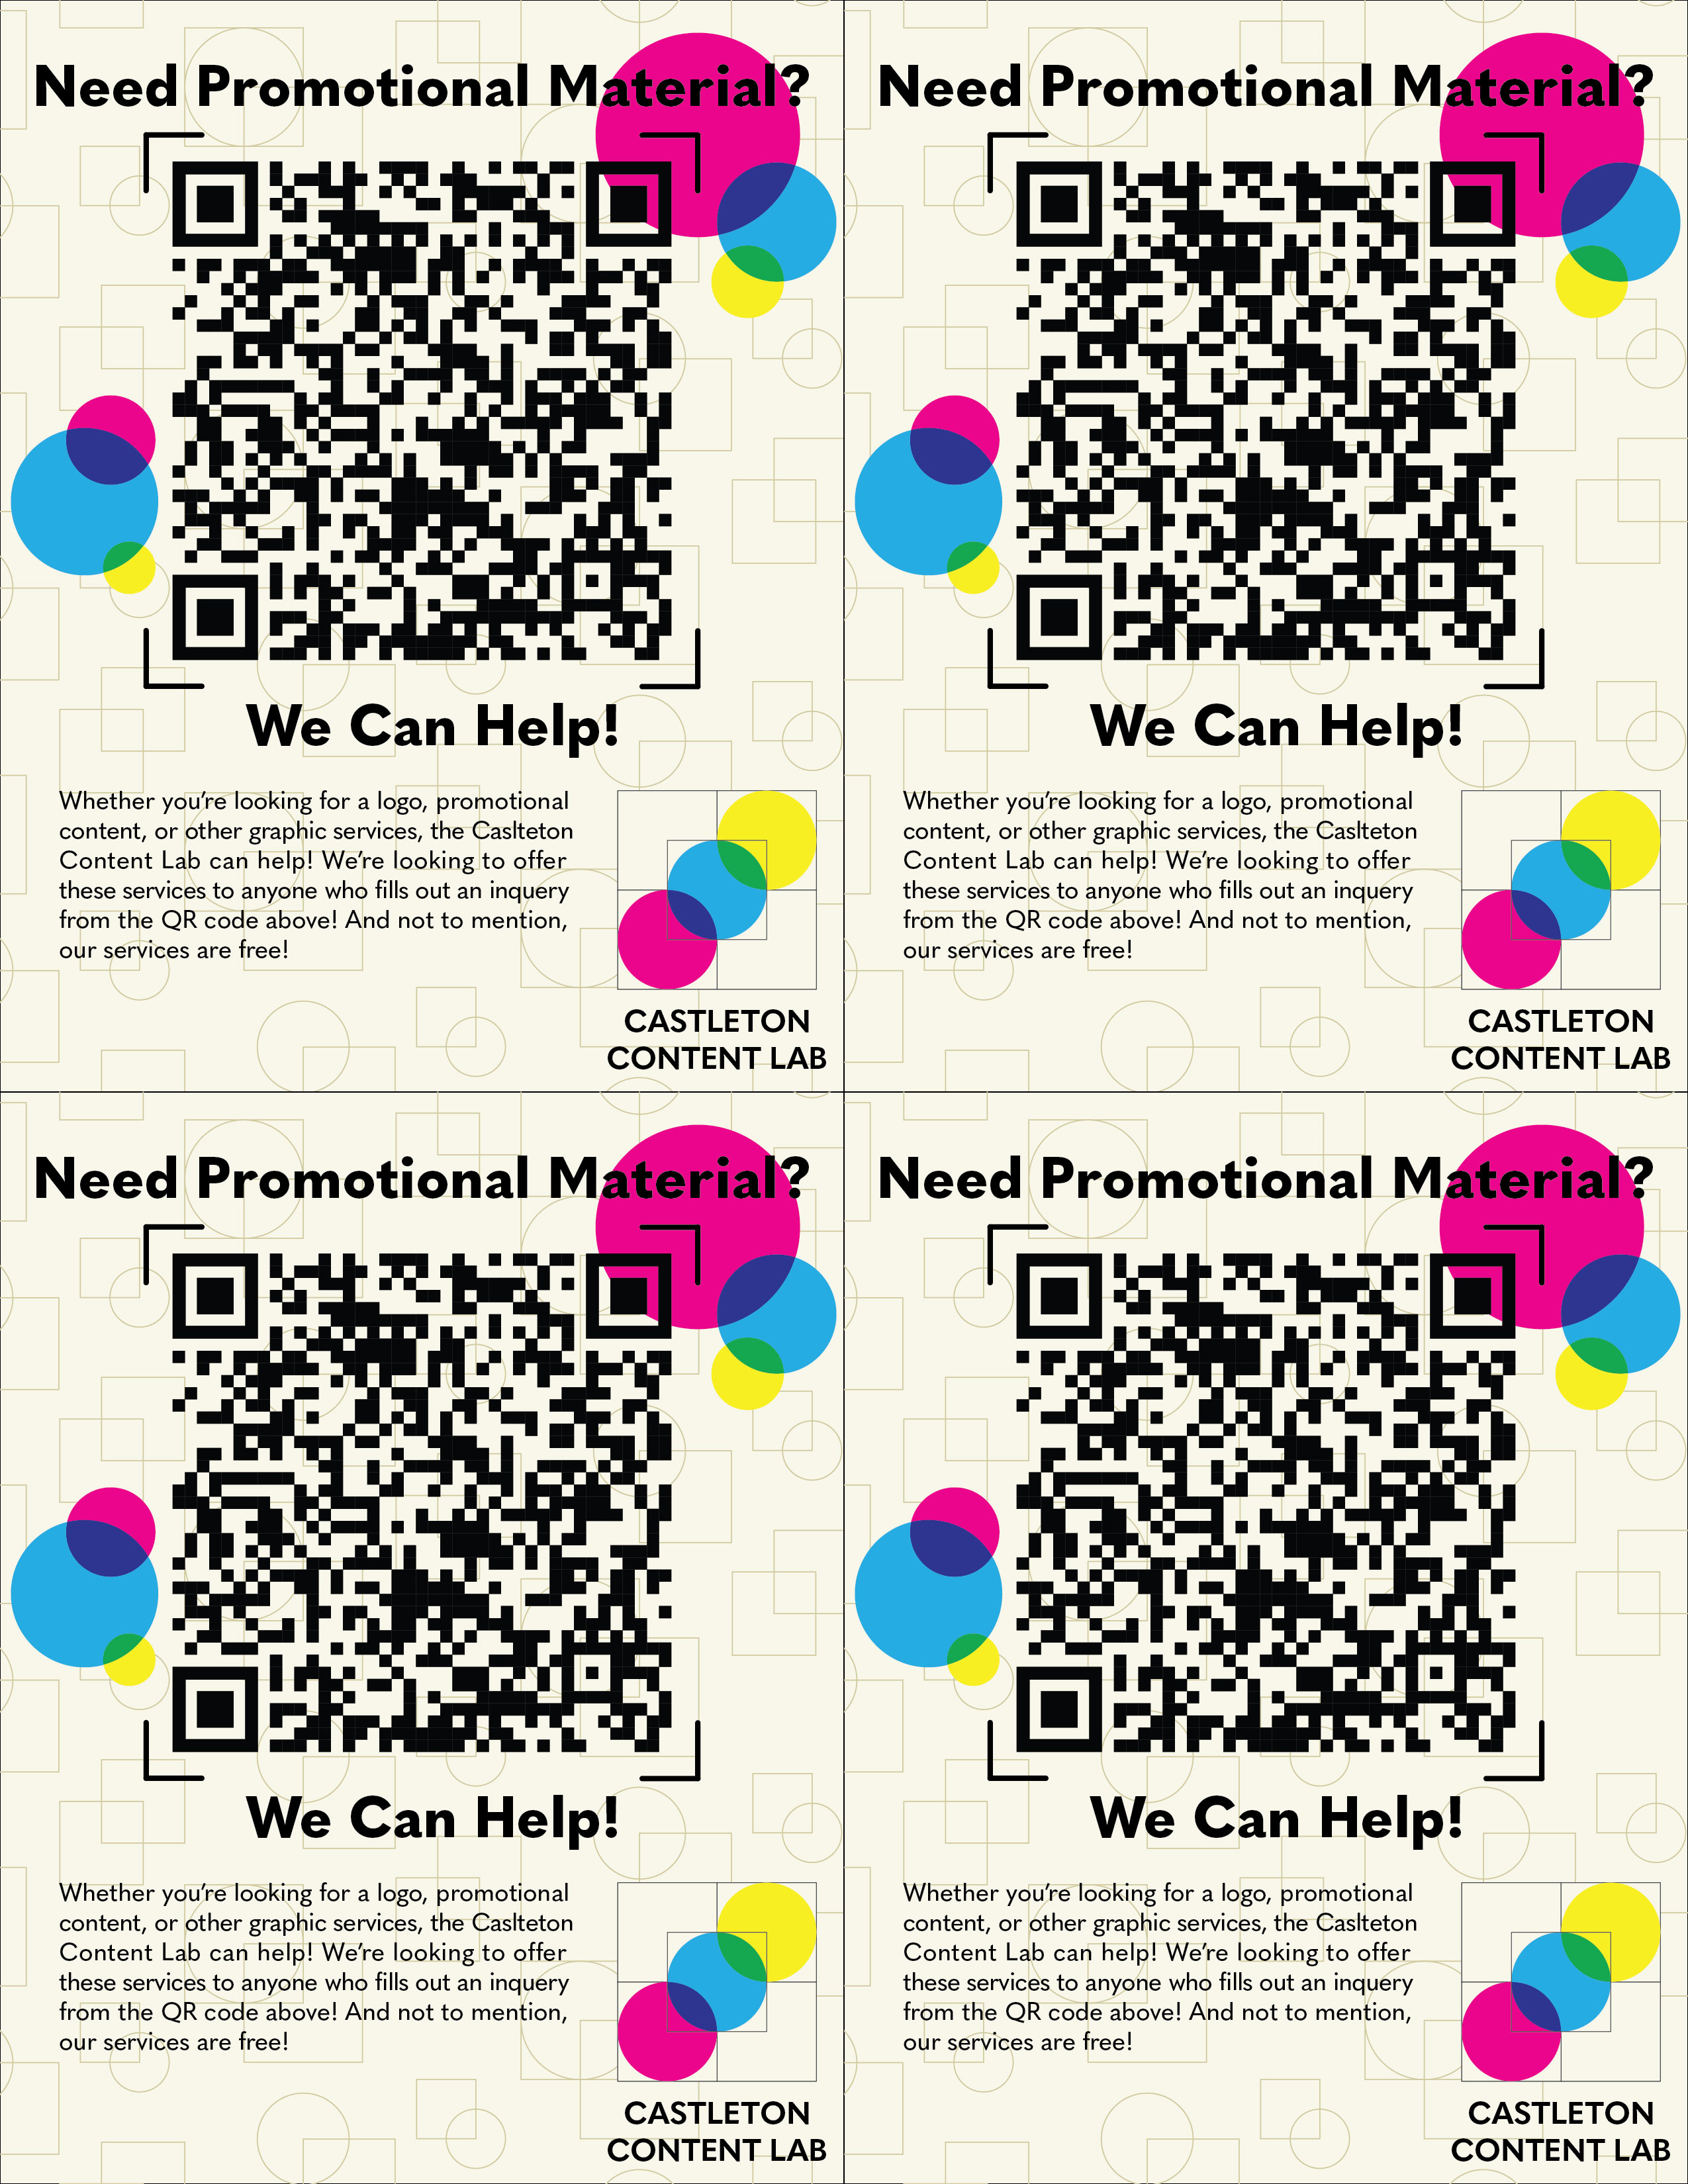 Need Promotional Material?
We Can Help!
Whether you're looking for a logo, promotional
content, or other graphic services, the Caslteton
Content Lab can help! We're looking to offer
these services to anyone who fills out an inquery
from the QR code above! And not to mention,
our services are free!
CASTLETON
CONTENT LAB
Need Promotional Material?
We Can Help!
Whether you're looking for a logo, promotional
content, or other graphic services, the Caslteton
Content Lab can help! We're looking to offer
these services to anyone who fills out an inquery
from the QR code above! And not to mention,
our services are free!
CASTLETON
CONTENT LAB
Need Promotional Material?
We Can Help!
Whether you're looking for a logo, promotional
content, or other graphic services, the Caslteton
Content Lab can help! We're looking to offer
these services to anyone who fills out an inquery
from the QR code above! And not to mention,
our services are free!
CASTLETON
CONTENT LAB
Need Promotional Material?
We Can Help!
Whether you're looking for a logo, promotional
content, or other graphic services, the Caslteton
Content Lab can help! We're looking to offer
these services to anyone who fills out an inquery
from the QR code above! And not to mention,
our services are free!
CASTLETON
CONTENT LAB